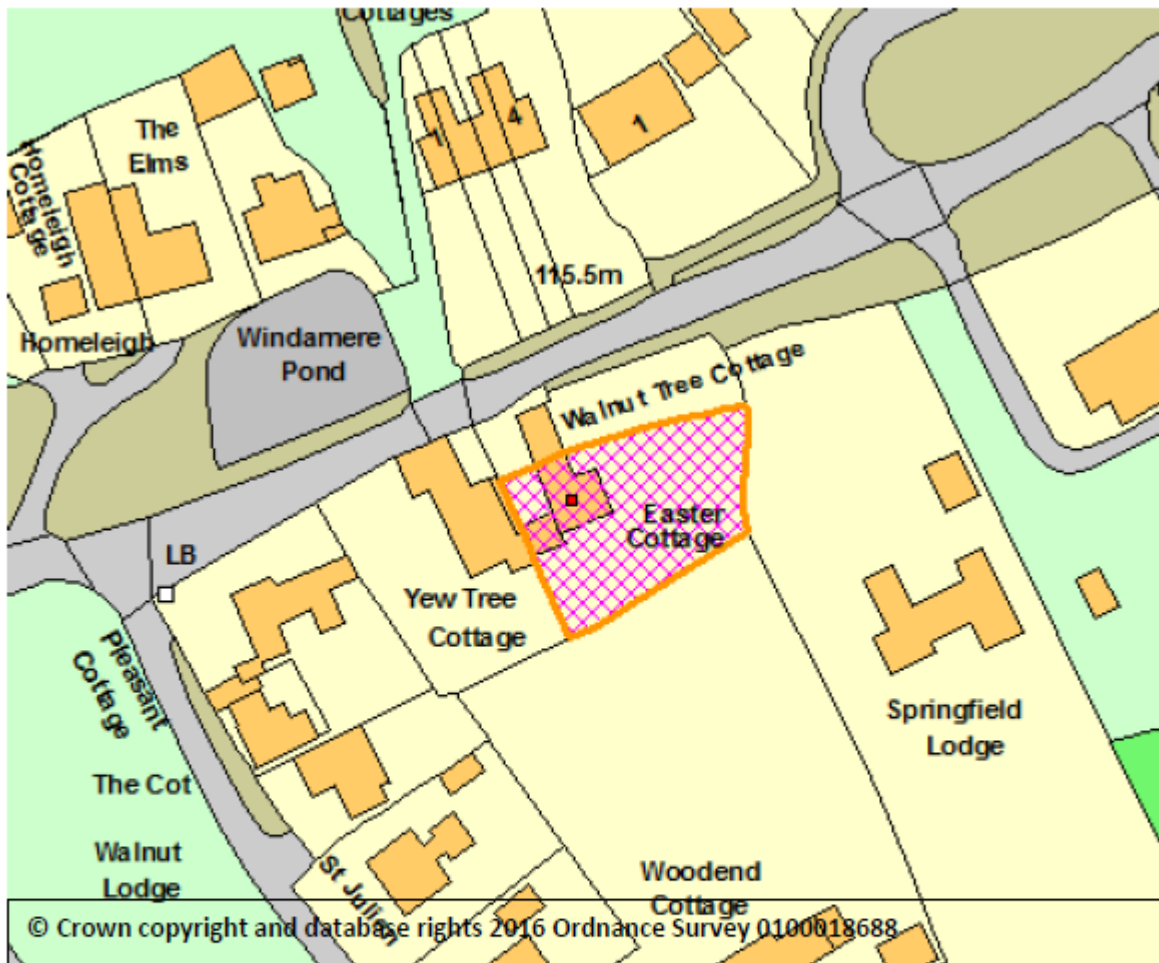 Cottages
The
Elms
1
4
1
Homeleigh
Cottage
115.5m
Homeleigh
Windamere
Pond
Walnut Tree Cottage
Easter
Cottage
LB
Yew Tree
Cottage
Pleasant
Cottage
Springfield
Lodge
The Cot
Walnut
Lodge
St Julien
Woodend
Cottage
© Crown copyright and database rights 2016 Ordnance Survey 0100018688